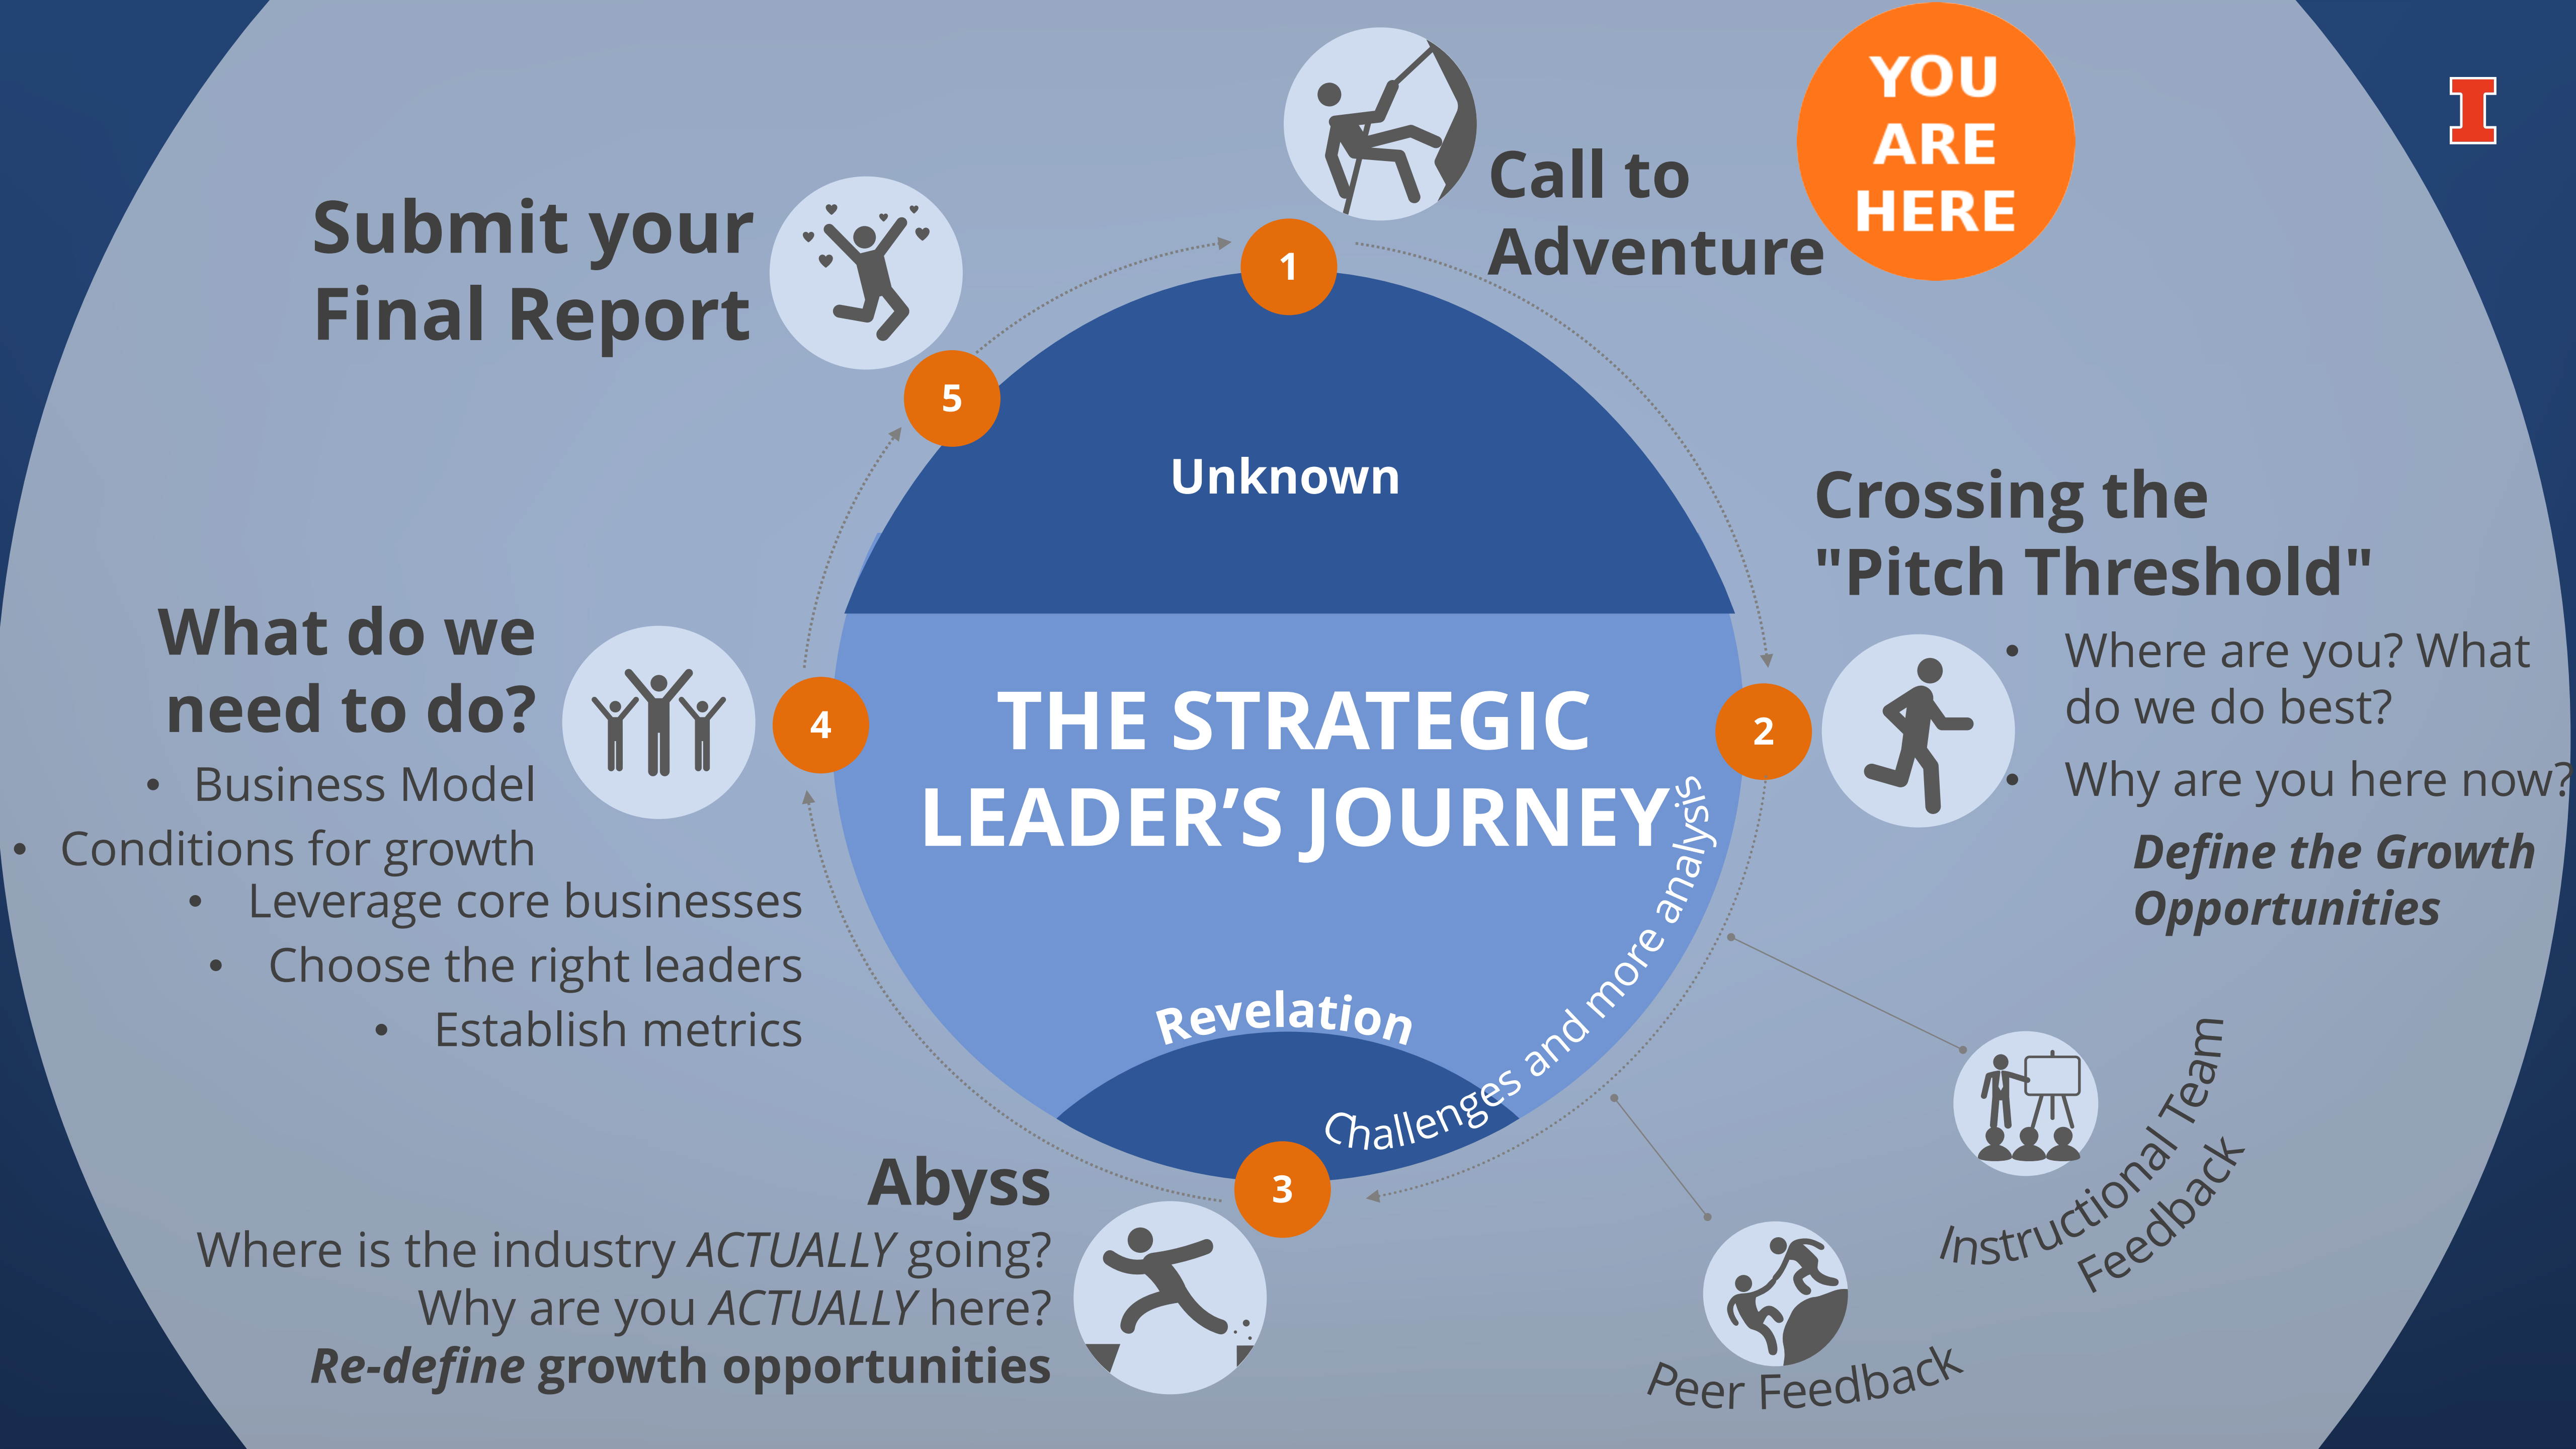 YOU
ARE
HERE
I
Call to
Adventure
1
Submit your
Final Report
5
Unknown
Crossing the
"Pitch Threshold"
2
• Where are you? What
do we do best?
• Why are you here now?
Define the Growth
Opportunities
THE STRATEGIC
LEADER’S JOURNEY
What do we
need to do?
4
• Business Model
• Conditions for growth
• Leverage core businesses
• Choose the right leaders
• Establish metrics
Revelation
Challenges and more analysis
Instructional Team
Feedback
Peer Feedback
3
Abyss
Where is the industry ACTUALLY going?
Why are you ACTUALLY here?
Re-define growth opportunities